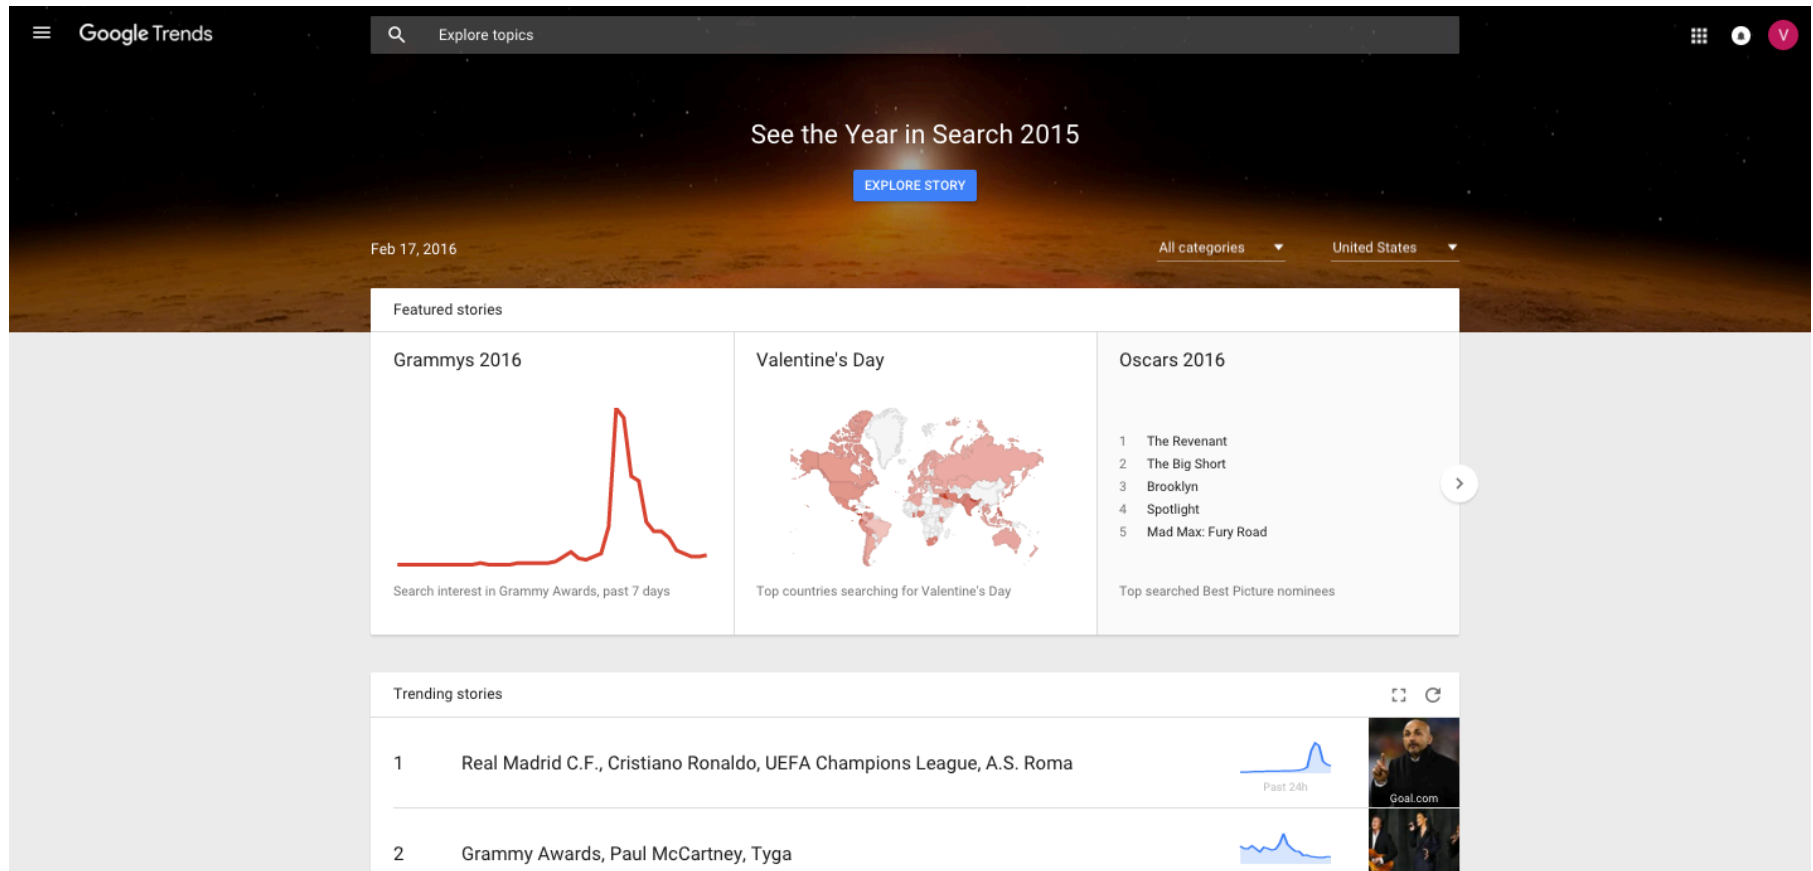 Google Trends
Explore topics
V
See the Year in Search 2015
EXPLORE STORY
Feb 17, 2016
All categories
United States
Featured stories
Grammys 2016
Search interest in Grammy Awards, past 7 days
Valentine's Day
Top countries searching for Valentine's Day
Oscars 2016
1 The Revenant
2 The Big Short
3 Brooklyn
4 Spotlight
5 Mad Max: Fury Road
Top searched Best Picture nominees
Trending stories
1 Real Madrid C.F., Cristiano Ronaldo, UEFA Champions League, A.S. Roma
Past 24h
Goal.com
2 Grammy Awards, Paul McCartney, Tyga